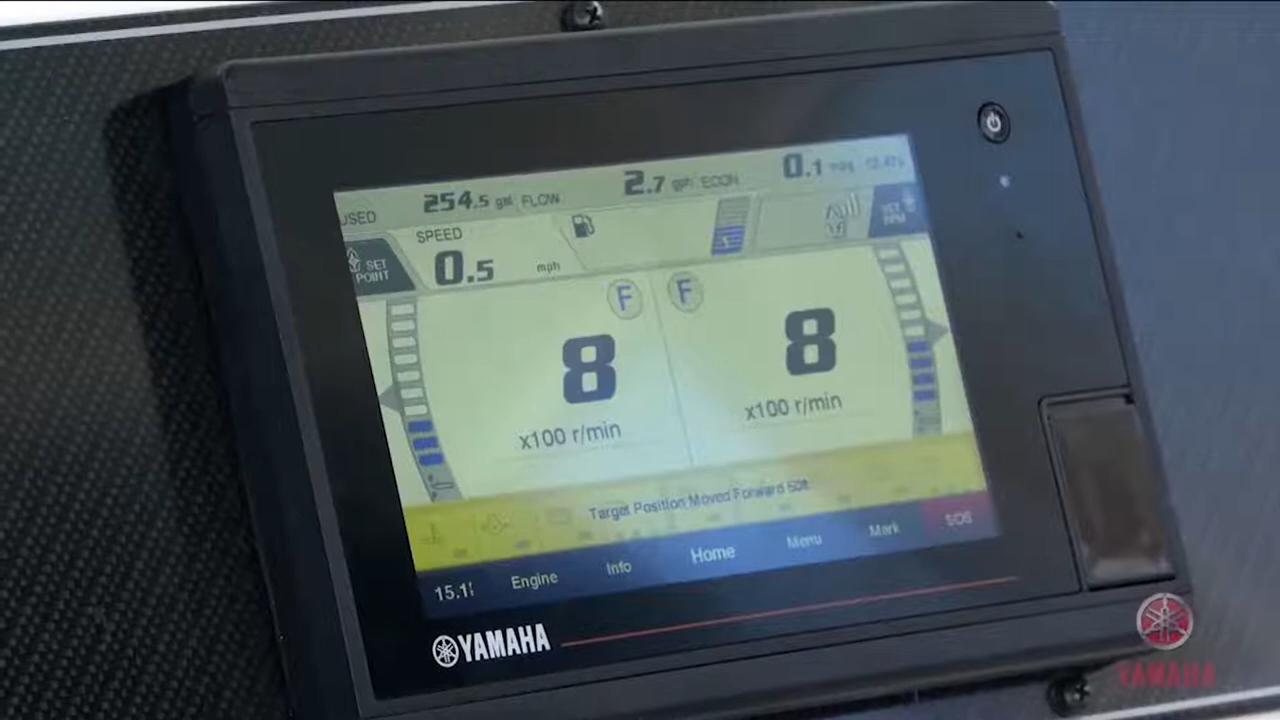 USED 254.5 gal FLOW 2.7 gph ECON 0.1 mpg
SPEED
0.5 mph
SET
POINT
SET
RPM
F F
8 8
x100 r/min x100 r/min
Target Position Moved Forward 50ft.
15.1 Engine Info Home Menu Mark SOS
YAMAHA
YAMAHA